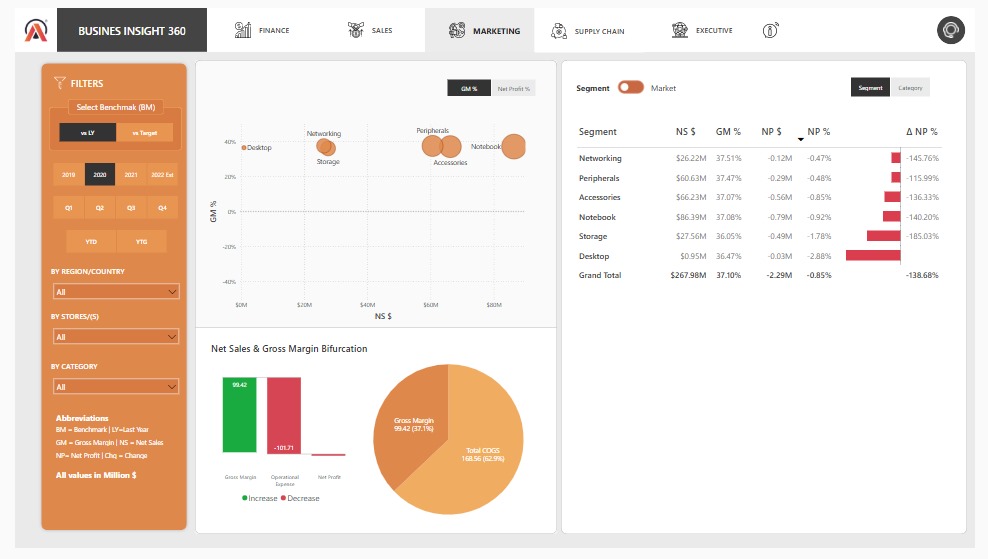 BUSINES INSIGHT 360
FINANCE
SALES
MARKETING
SUPPLY CHAIN
EXECUTIVE
FILTERS
Select Benchmak (BM)
vs LY
vs Target
2019
2020
2021
2022 Est
Q1
Q2
Q3
Q4
YTD
YTG
BY REGION/COUNTRY
All
BY STORES/(S)
All
BY CATEGORY
All
Abbreviations
BM = Benchmark | LY=Last Year
GM = Gross Margin | NS = Net Sales
NP= Net Profit | Chg = Change
All values in Million $
GM %
Net Profit %
GM %
40%
20%
0%
-20%
-40%
Desktop
Networking
Storage
Peripherals
Accessories
Notebook
$0M
$20M
$40M
$60M
$80M
NS $
Net Sales & Gross Margin Bifurcation
99.42
-101.71
Gross Margin
Operational
Expense
Net Profit
Increase
Decrease
Gross Margin
99.42 (37.1%)
Total COGS
168.56 (62.9%)
Segment
Market
Segment
Category
Segment NS $ GM % NP $ NP % Δ NP %
Networking $26.22M 37.51% -0.12M -0.47% -145.76%
Peripherals $60.63M 37.47% -0.29M -0.48% -115.99%
Accessories $66.23M 37.07% -0.56M -0.85% -136.33%
Notebook $86.39M 37.08% -0.79M -0.92% -140.20%
Storage $27.56M 36.05% -0.49M -1.78% -185.03%
Desktop $0.95M 36.47% -0.03M -2.88%
Grand Total $267.98M 37.10% -2.29M -0.85% -138.68%